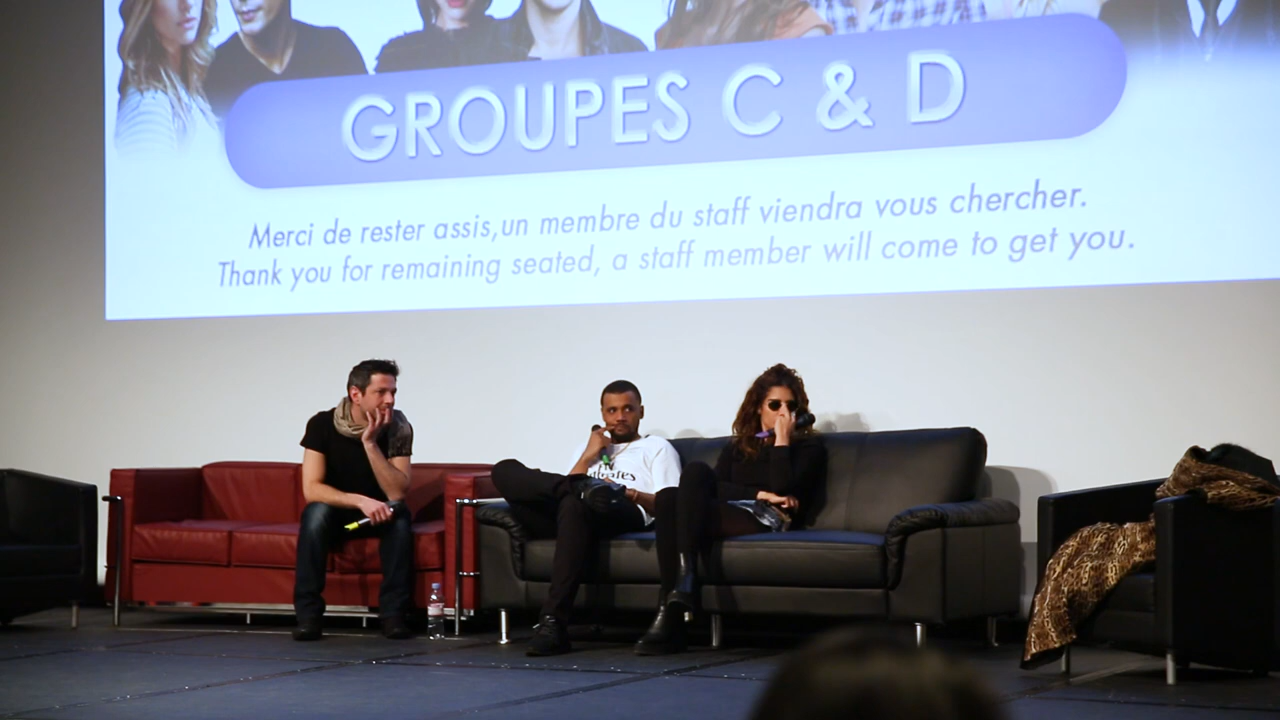 GROUPES C & D
Merci de rester assis,un membre du staff viendra vous chercher.
Thank you for remaining seated, a staff member will come to get you.